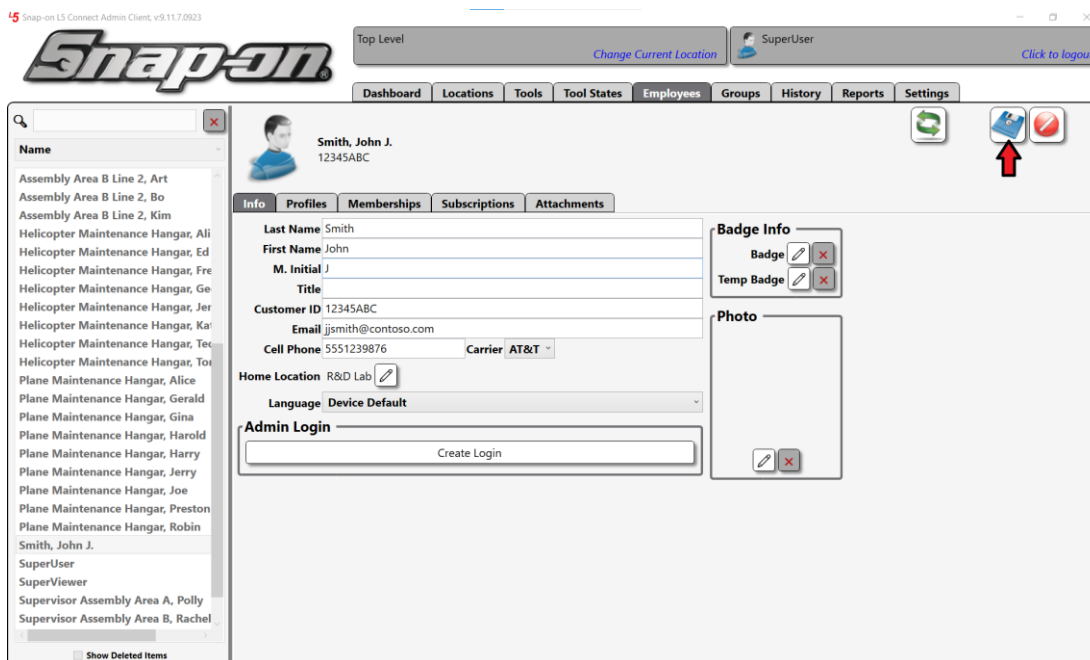 L5 Snap-on L5 Connect Admin Client, v:9.11.7.0923
Snap-on
Top Level
Change Current Location
SuperUser
Click to logou
Dashboard Locations Tools Tool States Employees Groups History Reports Settings
Name
Assembly Area B Line 2, Art
Assembly Area B Line 2, Bo
Assembly Area B Line 2, Kim
Helicopter Maintenance Hangar, Ali
Helicopter Maintenance Hangar, Ed
Helicopter Maintenance Hangar, Fre
Helicopter Maintenance Hangar, Ge
Helicopter Maintenance Hangar, Jer
Helicopter Maintenance Hangar, Kat
Helicopter Maintenance Hangar, Tec
Helicopter Maintenance Hangar, Tor
Plane Maintenance Hangar, Alice
Plane Maintenance Hangar, Gerald
Plane Maintenance Hangar, Gina
Plane Maintenance Hangar, Harold
Plane Maintenance Hangar, Harry
Plane Maintenance Hangar, Jerry
Plane Maintenance Hangar, Joe
Plane Maintenance Hangar, Preston
Plane Maintenance Hangar, Robin
Smith, John J.
SuperUser
SuperViewer
Supervisor Assembly Area A, Polly
Supervisor Assembly Area B, Rachel
Show Deleted Items
Smith, John J.
12345ABC
Info Profiles Memberships Subscriptions Attachments
Last Name Smith
First Name John
M. Initial J
Title
Customer ID 12345ABC
Email jjsmith@contoso.com
Cell Phone 5551239876 Carrier AT&T
Home Location R&D Lab
Language Device Default
Admin Login
Create Login
Badge Info
Badge
Temp Badge
Photo